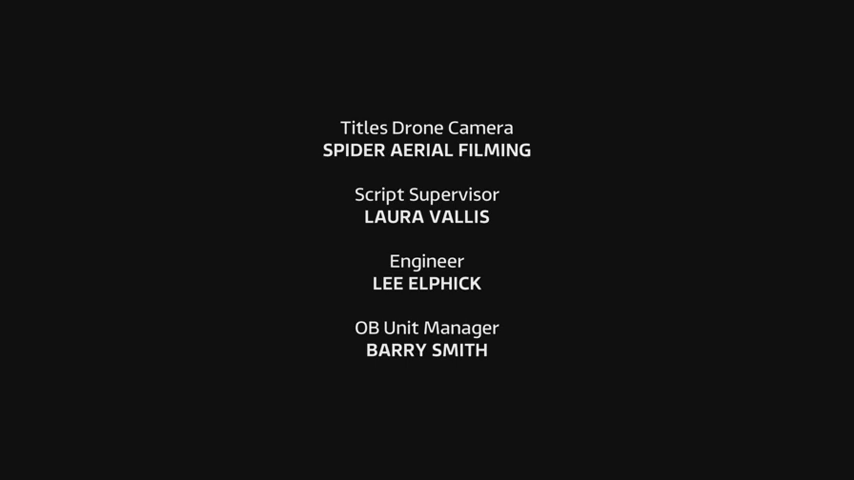 Titles Drone Camera
SPIDER AERIAL FILMING
Script Supervisor
LAURA VALLIS
Engineer
LEE ELPHICK
OB Unit Manager
BARRY SMITH